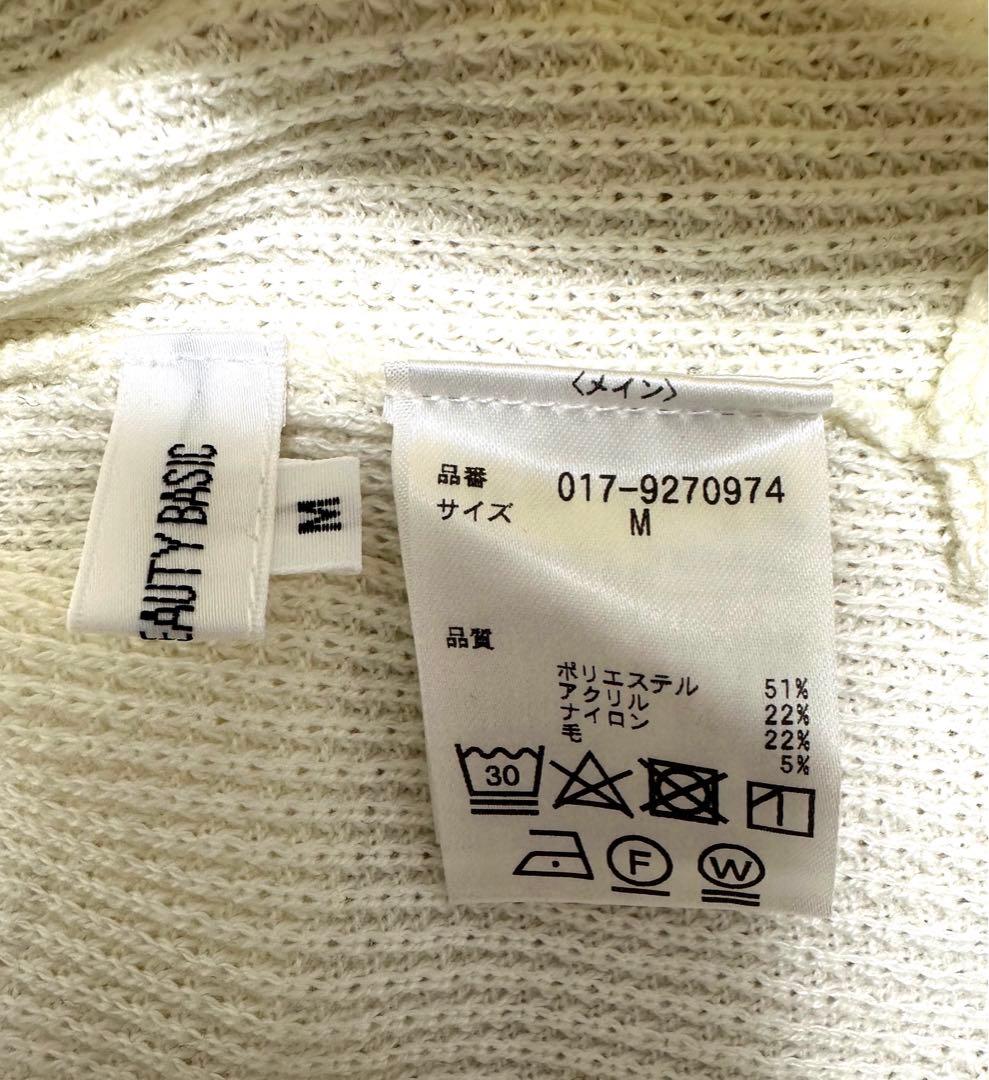 EAUTY BASIC
M
〈メイン〉
品番 017-9270974
サイズ M
品質
ポリエステル 51%
アクリル 22%
ナイロン 22%
毛 5%
30
F
W